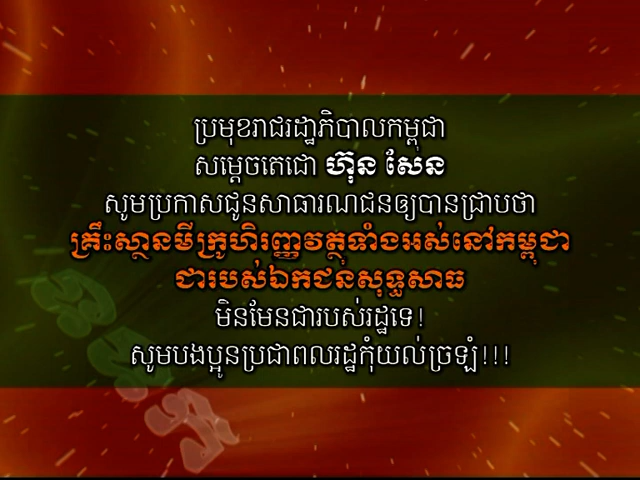 ប្រមុខរាជរដ្ឋាភិបាលកម្ពុជា
សម្តេចតេជោ ហ៊ុន សែន
សូមប្រកាសជូនសាធារណជនឲ្យបានជ្រាបថា
គ្រឹះស្ថានមីក្រូហិរញ្ញវត្ថុទាំងអស់នៅកម្ពុជា
ជារបស់ឯកជនសុទ្ធសាធ
មិនមែនជារបស់រដ្ឋទេ!
សូមបងប្អូនប្រជាពលរដ្ឋកុំយល់ច្រឡំ!!!